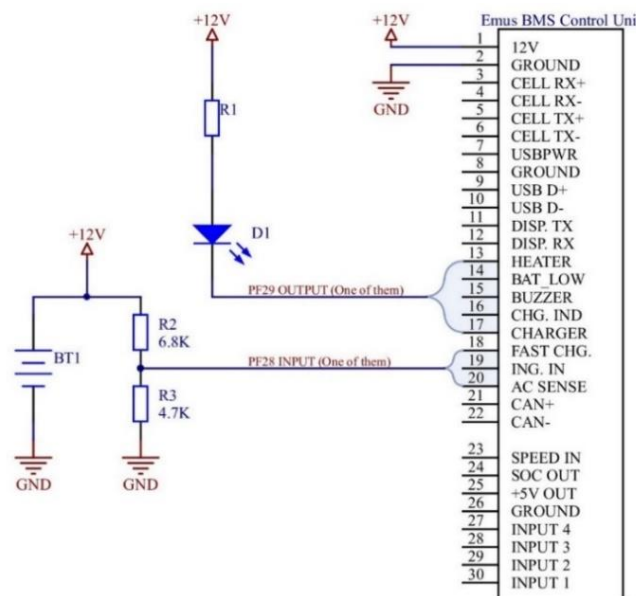 Emus BMS Control Uni
+12V
+12V
1
12V
2
GROUND
3
CELL RX+
4
CELL RX-
5
CELL TX+
6
CELL TX-
7
USBPWR
8
GROUND
9
USB D+
10
USB D-
11
DISP. TX
12
DISP. RX
13
HEATER
14
BAT_LOW
15
BUZZER
16
CHG. IND
17
CHARGER
18
FAST CHG.
19
ING. IN
20
AC SENSE
21
CAN+
22
CAN-
23
SPEED IN
24
SOC OUT
25
+5V OUT
26
GROUND
27
INPUT 4
28
INPUT 3
29
INPUT 2
30
INPUT 1
GND
R1
D1
PF29 OUTPUT (One of them)
+12V
R2
6.8K
PF28 INPUT (One of them)
BT1
R3
4.7K
GND
GND